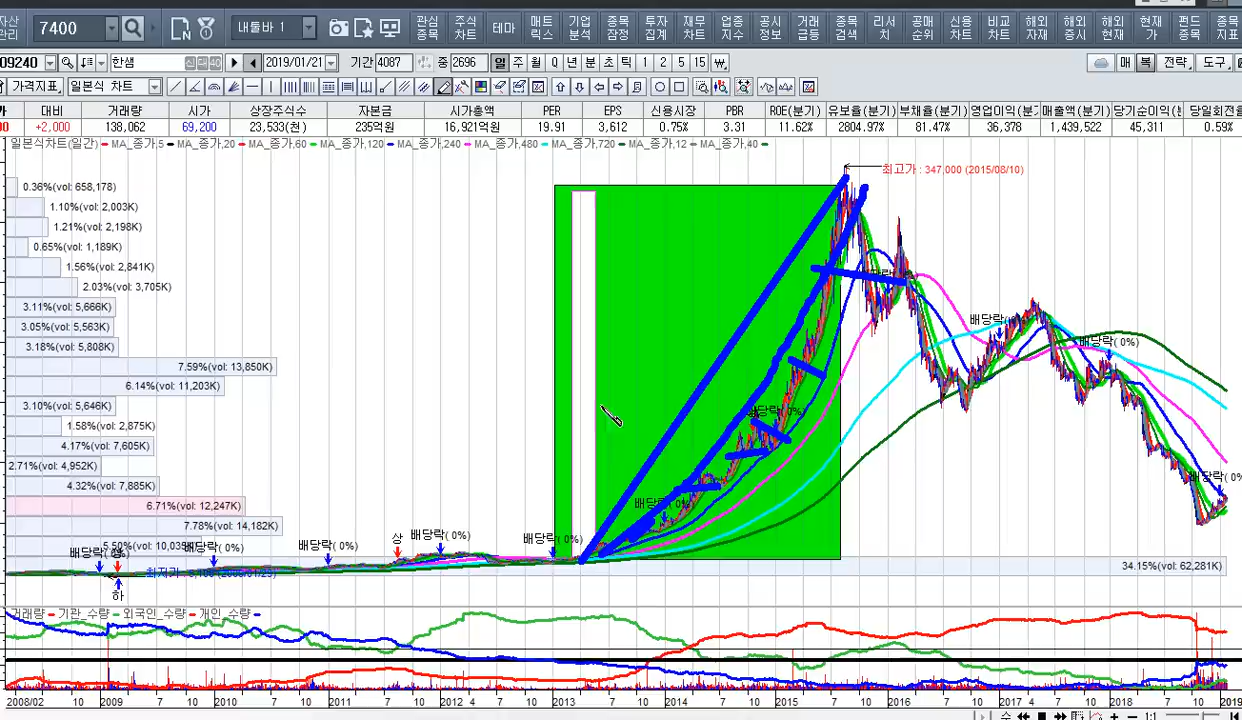 자산 관리 7400 내툴바 1 관심 종목 주식 차트 테마 매트 릭스 기업 분석 종목 잠정 투자 집계 재무 차트 업종 지수 공시 정보 거래 급등 종목 검색 리서 치 공매 순위 신용 차트 비교 차트 해외 지재 해외 증시 해외 현재 현재 가 펀드 종목 종목 지표
09240 한샘 신 40 2019/01/21 기간 4087 중 2696 일 주 월 Q 년 분 초 틱 1 2 3 5 15 매 복 전략 도구
가격지표 일본식 차트
대비 거래량 시가 상장주식수 자본금 시가총액 PER EPS 신용시장 PBR ROE(분기) 유보율(분기) 부채율(분기) 영업이익(분 매출액(분기) 당기순이익(분 당일회전율
00 +2,000 138,062 69,200 23,533(천) 235억원 16,921억원 19.91 3,612 0.75% 3.31 11.62% 2804.97% 81.47% 36,378 1,439,522 45,311 0.59%
일본식차트(일간) MA_종가,5 MA_종가,20 MA_종가,60 MA_종가,120 MA_종가,240 MA_종가,480 MA_종가,720 MA_종가,12 MA_종가,40
최고가 : 347,000 (2015/08/10)
0.36%(vol: 658,178)
1.10%(vol: 2,003K)
1.21%(vol: 2,198K)
0.65%(vol: 1,189K)
1.56%(vol: 2,841K)
2.03%(vol: 3,705K)
3.11%(vol: 5,666K)
3.05%(vol: 5,563K)
배당락( 0%)
3.18%(vol: 5,808K)
배당락( 0%)
7.59%(vol: 13,850K)
6.14%(vol: 11,203K)
3.10%(vol: 5,646K)
배당락( 0%)
1.58%(vol: 2,875K)
4.17%(vol: 7,605K)
2.71%(vol: 4,952K)
배당락( 0%
4.32%(vol: 7,885K)
6.71%(vol: 12,247K)
배당락( 0%)
7.78%(vol: 14,182K)
상 배당락( 0%) 배당락( 0%)
5.50%(vol: 10,039K)
배당락( 0%) 배당락( 0%) 배당락( 0%)
34.15%(vol: 62,281K)
하
거래량 기관_수량 외국인_수량 개인_수량
2008/02 10 2009 7 10 2010 7 10 2011 7 10 2012 4 7 10 2013 7 10 2014 7 10 2015 7 10 2016 7 10 2017 4 7 10 2018 7 10 2019
수 1:1